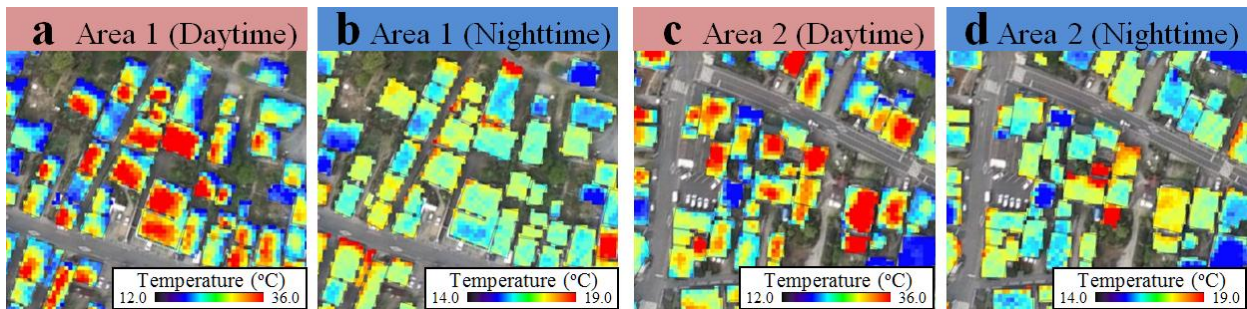 a Area 1 (Daytime)
b Area 1 (Nighttime)
c Area 2 (Daytime)
d Area 2 (Nighttime)
Temperature (°C)
12.0 36.0
Temperature (°C)
14.0 19.0
Temperature (°C)
12.0 36.0
Temperature (°C)
14.0 19.0